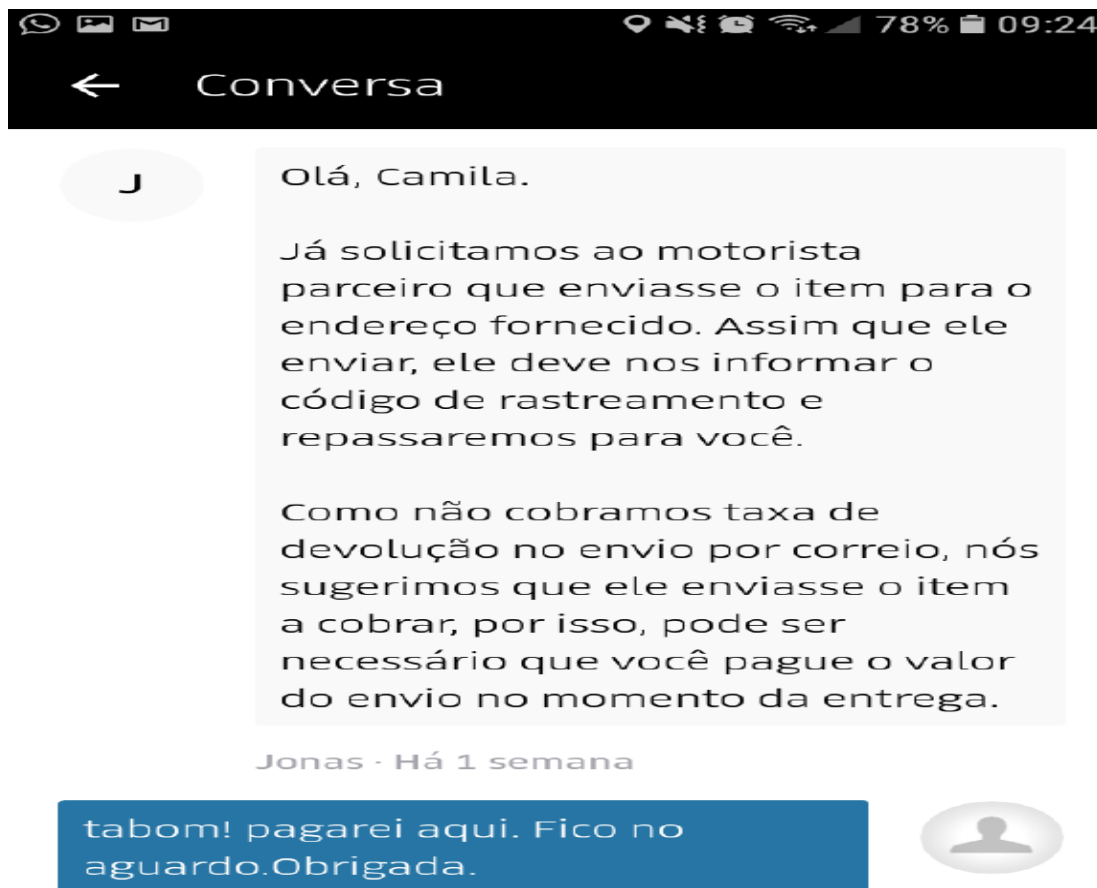 78% 09:24
Conversa
J
Olá, Camila.
Já solicitamos ao motorista
parceiro que enviasse o item para o
endereço fornecido. Assim que ele
enviar, ele deve nos informar o
código de rastreamento e
repassaremos para você.
Como não cobramos taxa de
devolução no envio por correio, nós
sugerimos que ele enviasse o item
a cobrar, por isso, pode ser
necessário que você pague o valor
do envio no momento da entrega.
Jonas · Há 1 semana
tabom! pagarei aqui. Fico no
aguardo.Obrigada.